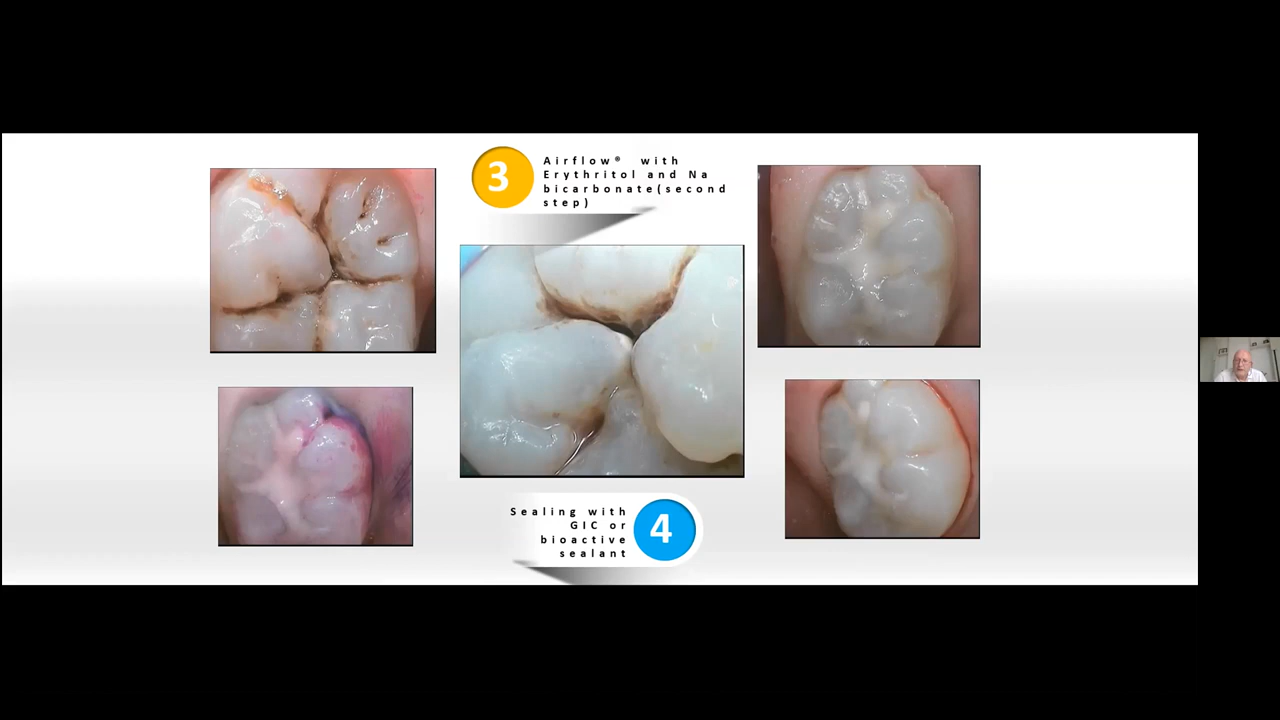 3
Airflow® with
Erythritol and Na
bicarbonate(second
step)
Sealing with
GIC or
bioactive
sealant
4